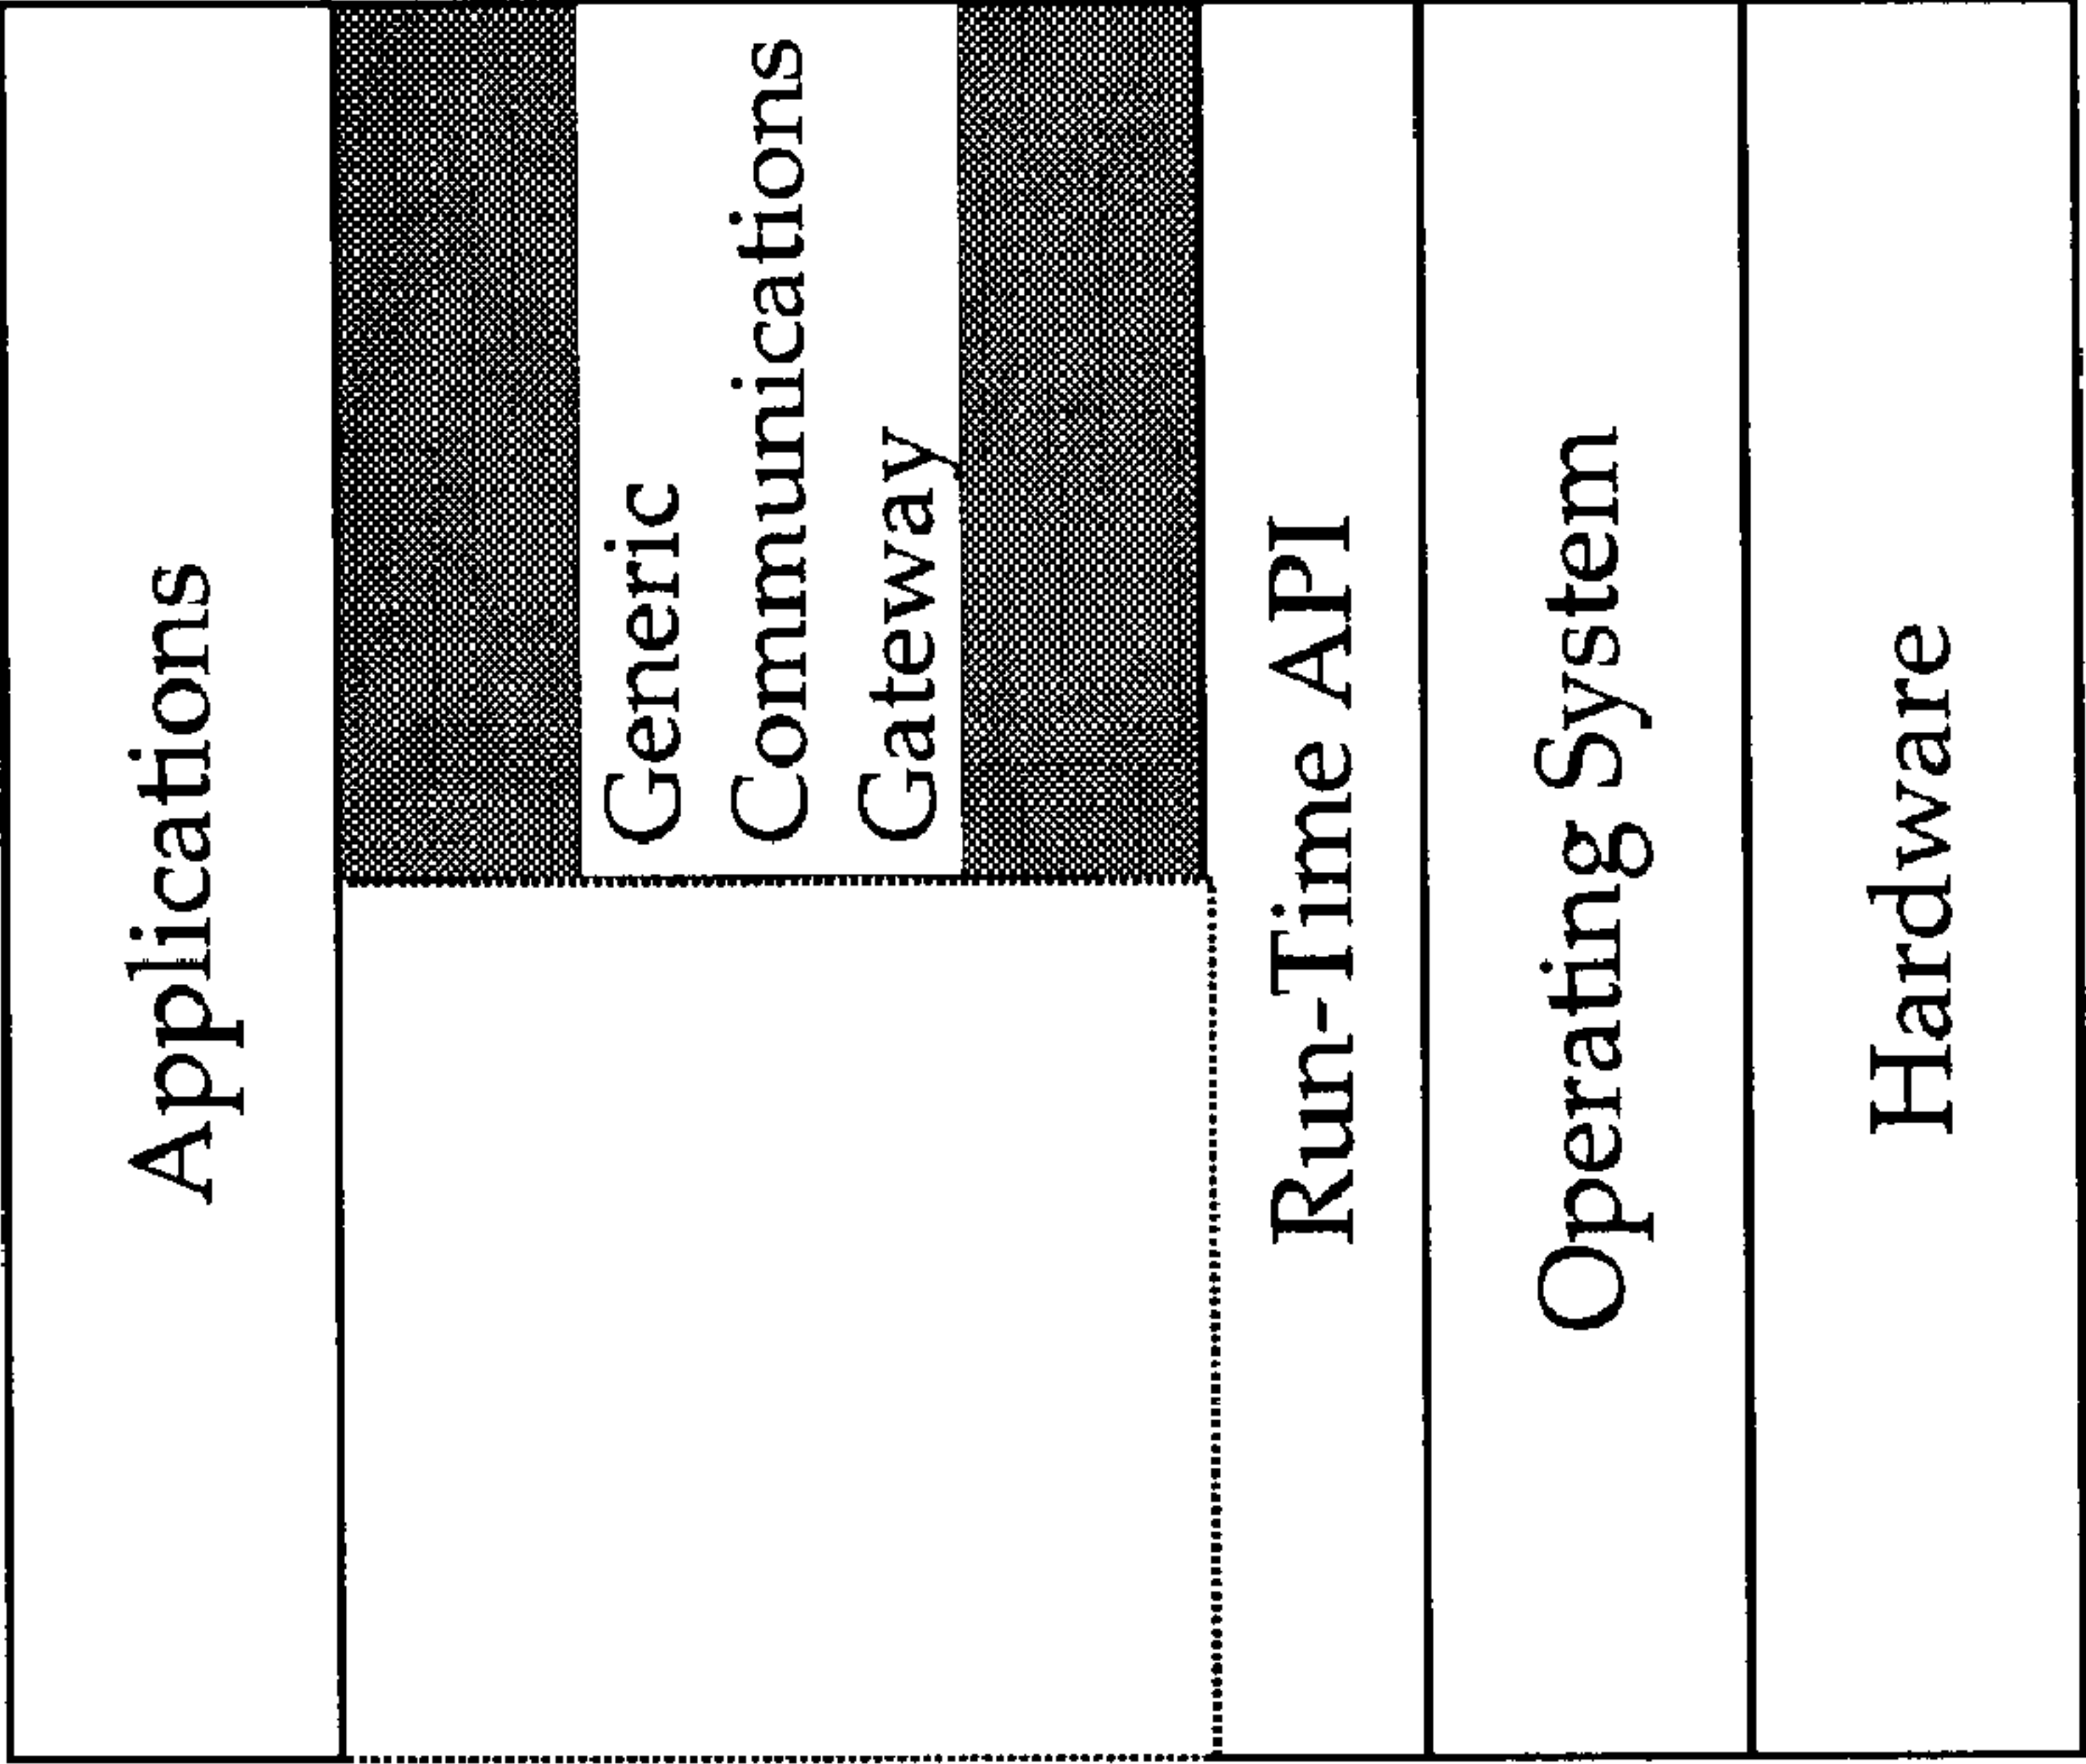 Applications
Generic
Communications
Gateway
Run-Time API
Operating System
Hardware